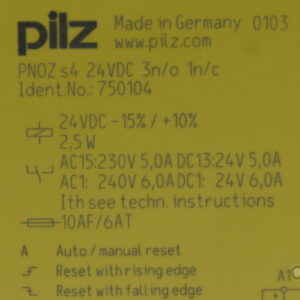 pilz Made in Germany 0103
www.pilz.com
PNOZ s4 24VDC 3n/o 1n/c
Ident.No.: 750104
24VDC -15% / +10%
2,5W
AC15:230V 5,0A DC13:24V 5,0A
AC1: 240V 6,0A DC1: 24V 6,0A
Ith see techn. instructions
10AF/6AT
A Auto / manual reset
Reset with rising edge
Reset with falling edge
A1